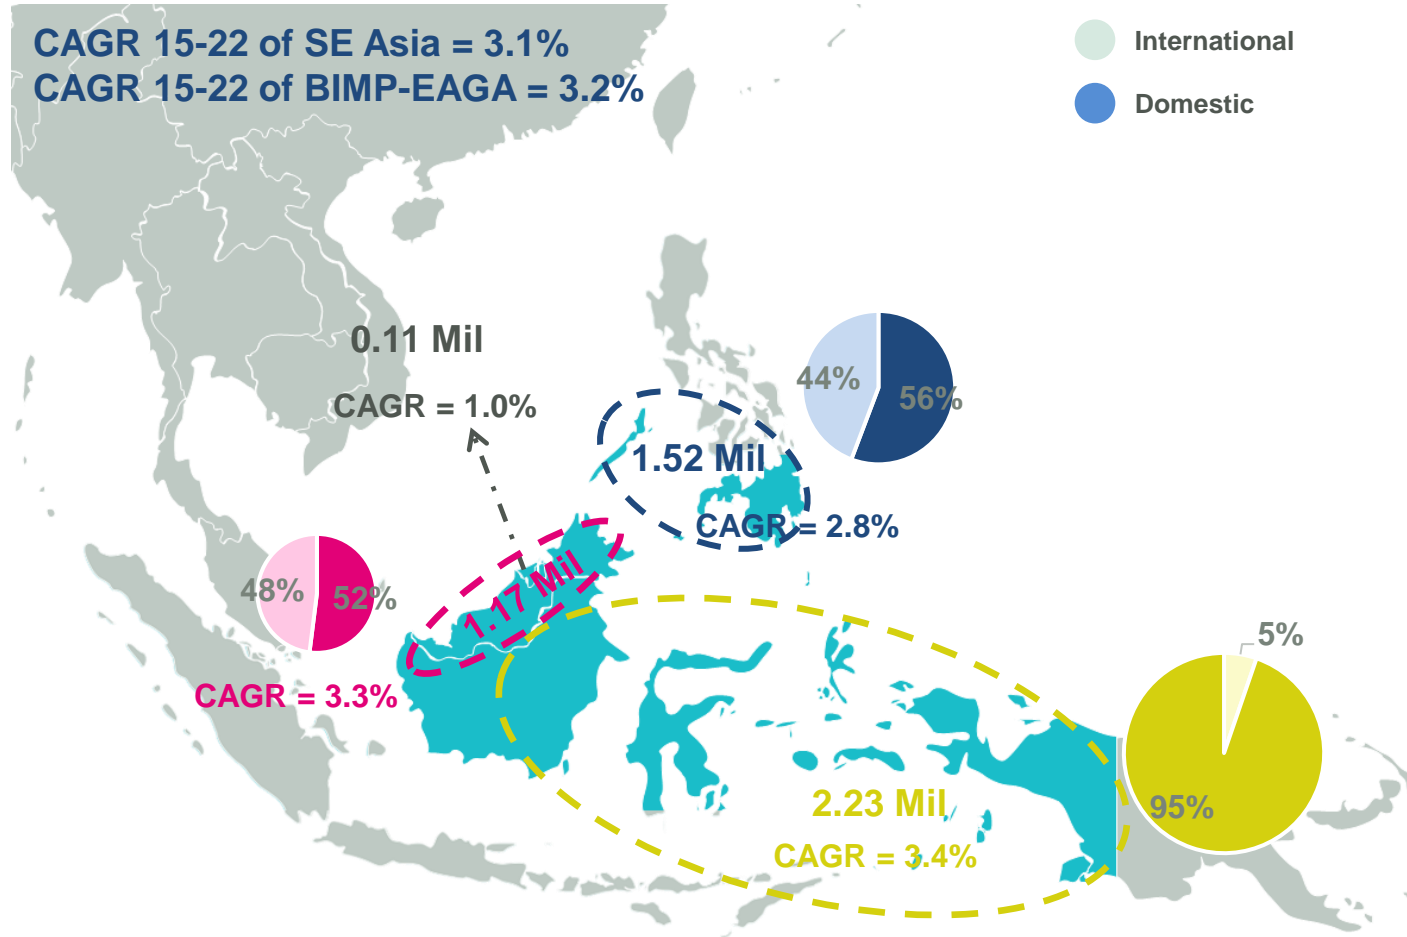 CAGR 15-22 of SE Asia = 3.1%
CAGR 15-22 of BIMP-EAGA = 3.2%
International
Domestic
0.11 Mil
CAGR = 1.0%
44%
56%
1.52 Mil
CAGR = 2.8%
48%
52%
1.17 Mil
CAGR = 3.3%
5%
95%
2.23 Mil
CAGR = 3.4%